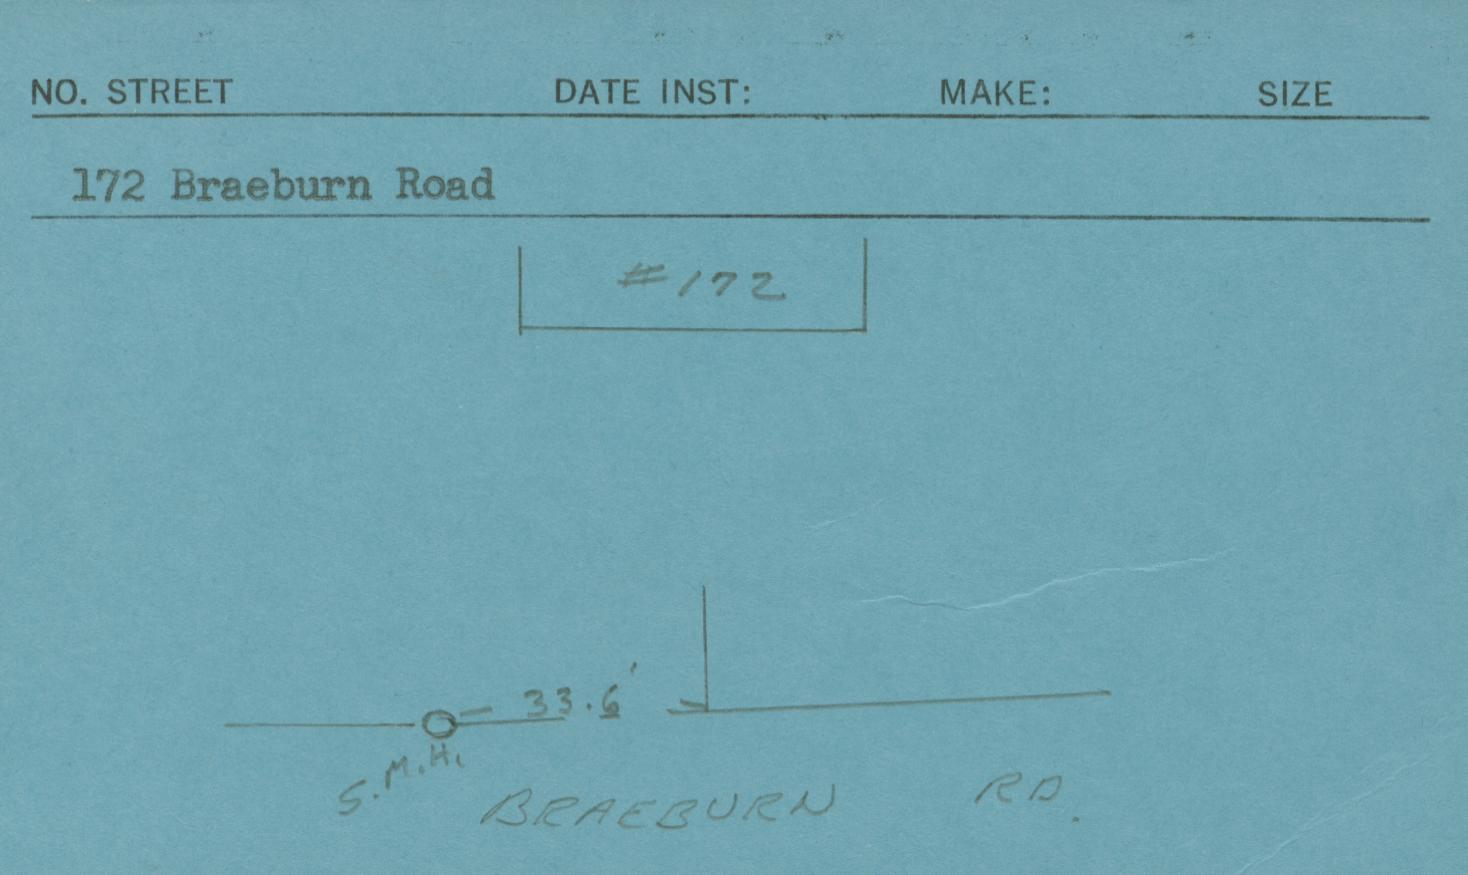 NO. STREET DATE INST: MAKE: SIZE
172 Braeburn Road
#172
33.6'
S.M.H.
BRAEBURN RD.